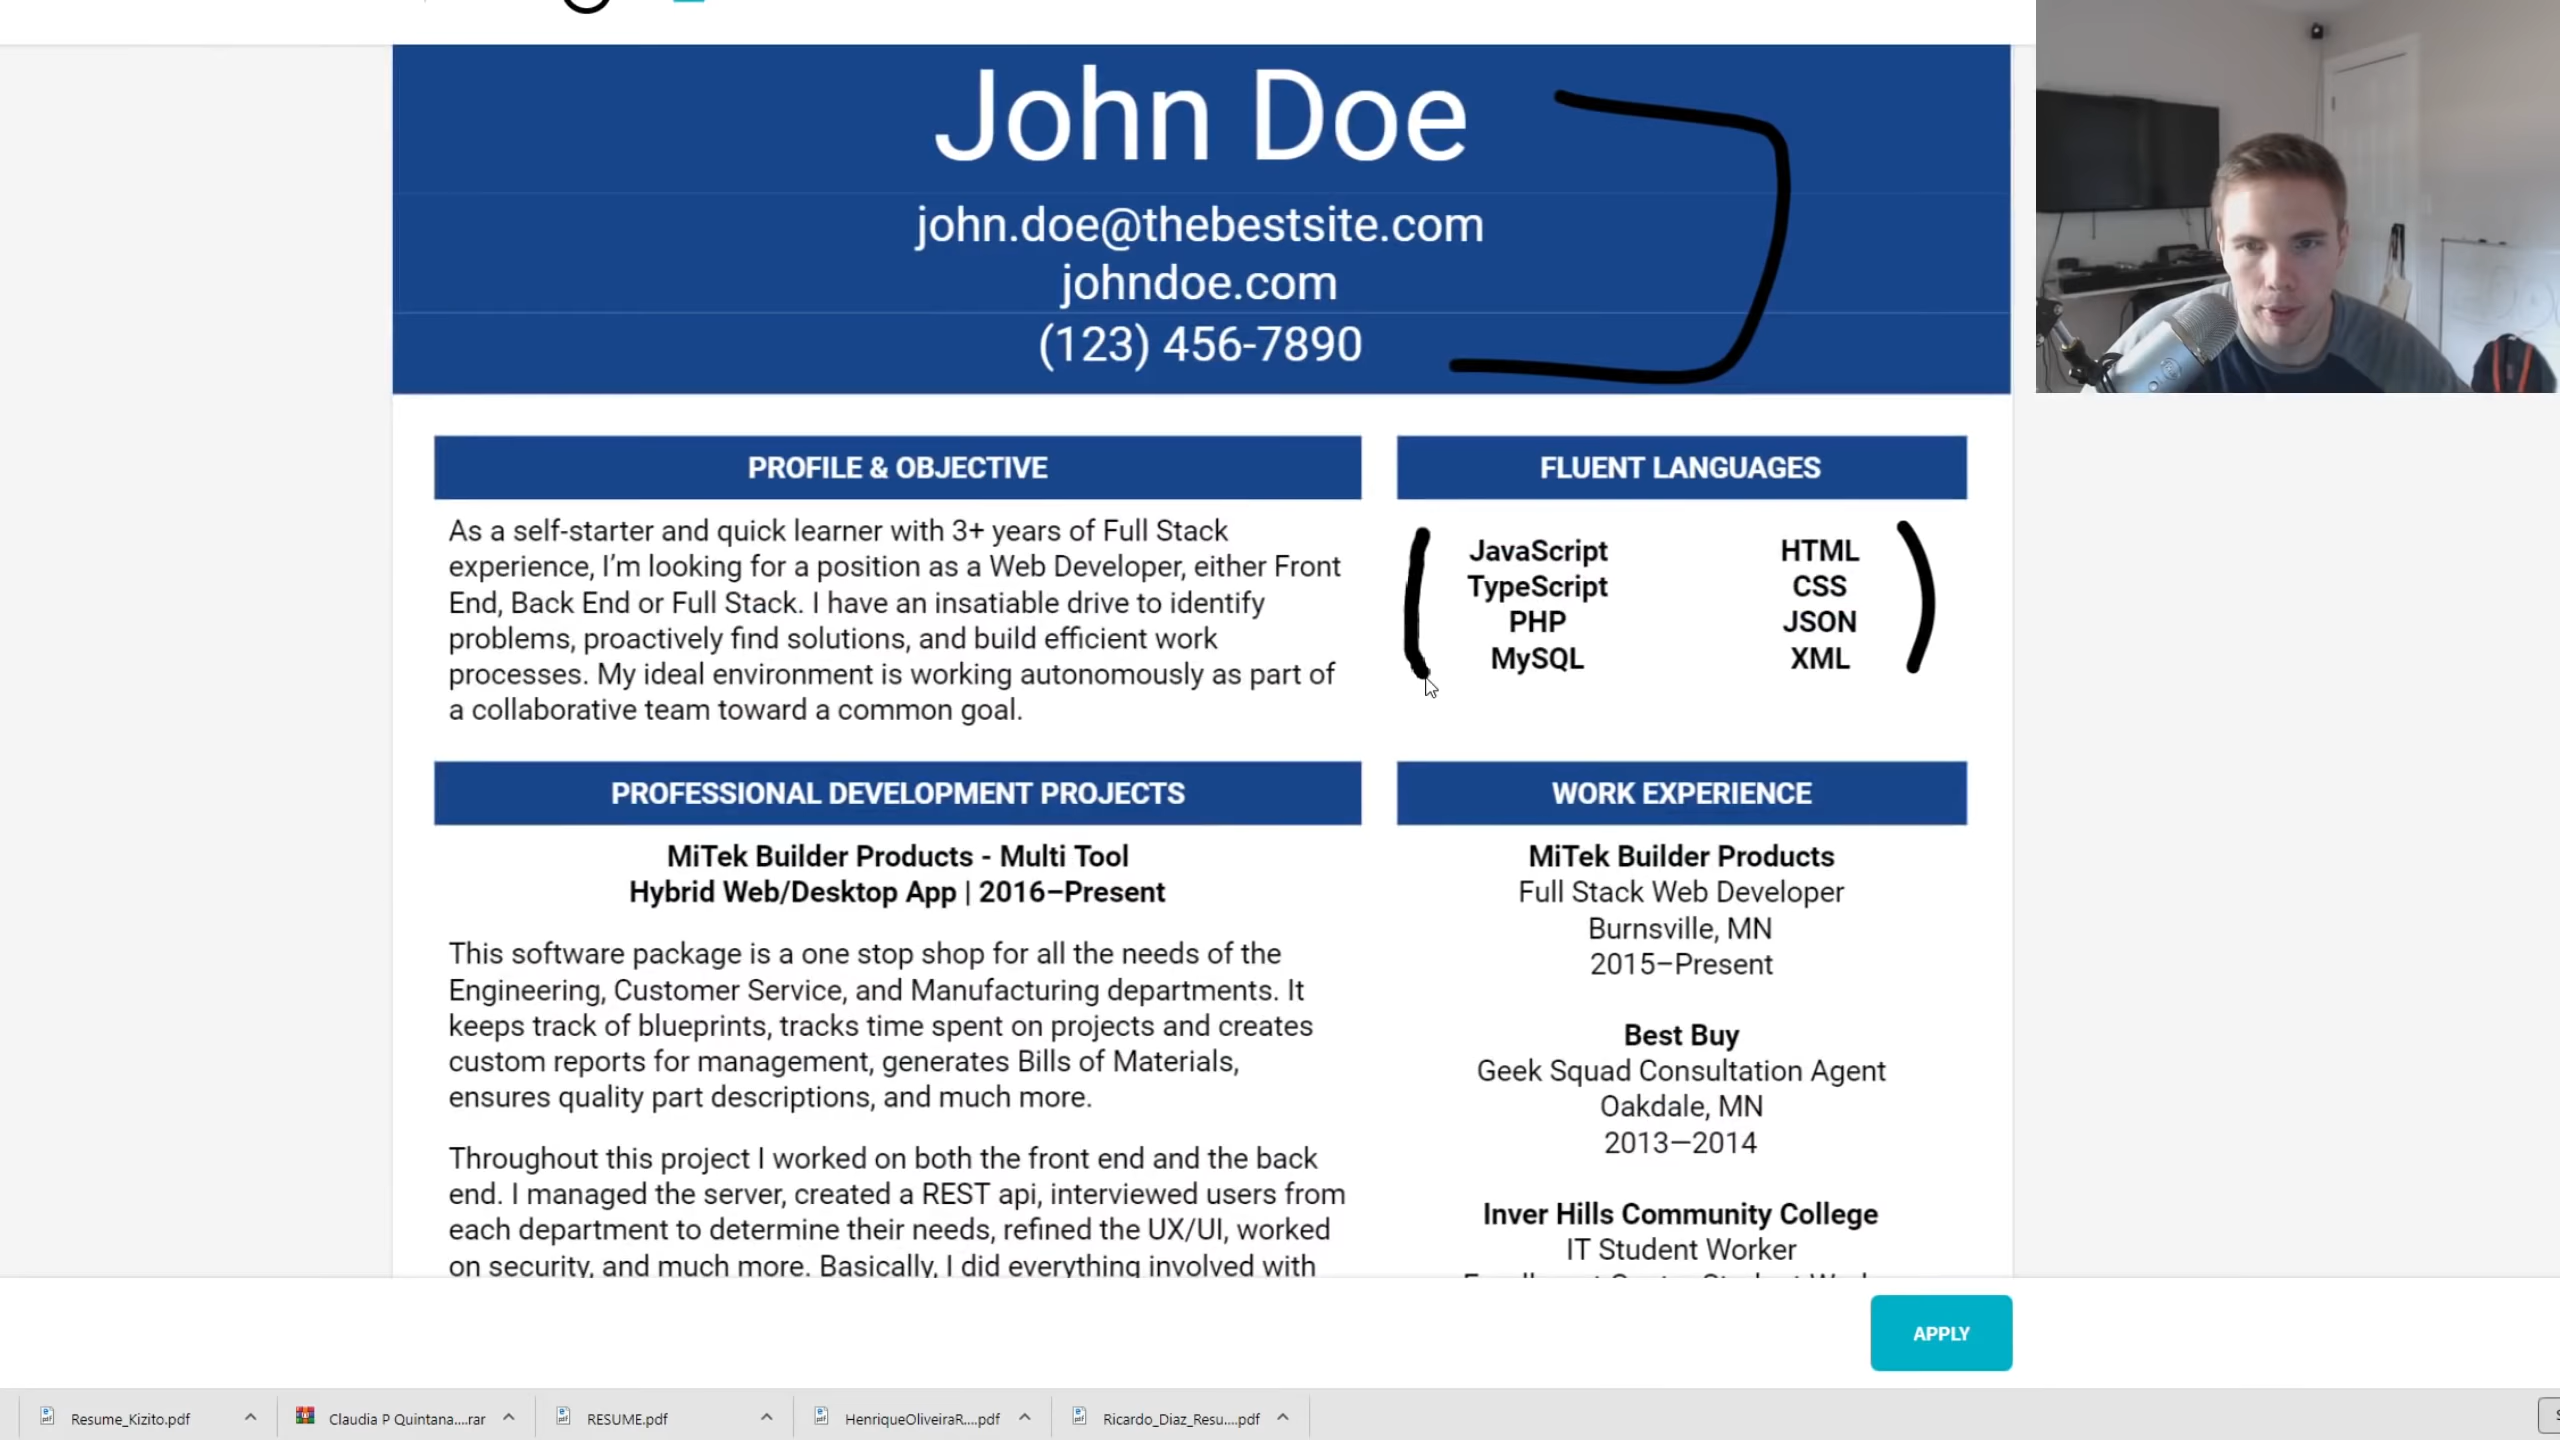 John Doe
john.doe@thebestsite.com
johndoe.com
(123) 456-7890
PROFILE & OBJECTIVE
As a self-starter and quick learner with 3+ years of Full Stack
experience, I'm looking for a position as a Web Developer, either Front
End, Back End or Full Stack. I have an insatiable drive to identify
problems, proactively find solutions, and build efficient work
processes. My ideal environment is working autonomously as part of
a collaborative team toward a common goal.
FLUENT LANGUAGES
JavaScript
TypeScript
PHP
MySQL
HTML
CSS
JSON
XML
PROFESSIONAL DEVELOPMENT PROJECTS
MiTek Builder Products - Multi Tool
Hybrid Web/Desktop App | 2016–Present
This software package is a one stop shop for all the needs of the
Engineering, Customer Service, and Manufacturing departments. It
keeps track of blueprints, tracks time spent on projects and creates
custom reports for management, generates Bills of Materials,
ensures quality part descriptions, and much more.
Throughout this project I worked on both the front end and the back
end. I managed the server, created a REST api, interviewed users from
each department to determine their needs, refined the UX/UI, worked
on security, and much more. Basically, I did everything involved with
WORK EXPERIENCE
MiTek Builder Products
Full Stack Web Developer
Burnsville, MN
2015–Present
Best Buy
Geek Squad Consultation Agent
Oakdale, MN
2013—2014
Inver Hills Community College
IT Student Worker
APPLY
Resume_Kizito.pdf
Claudia P Quintana....rar
RESUME.pdf
HenriqueOliveiraR....pdf
Ricardo_Diaz_Resu....pdf